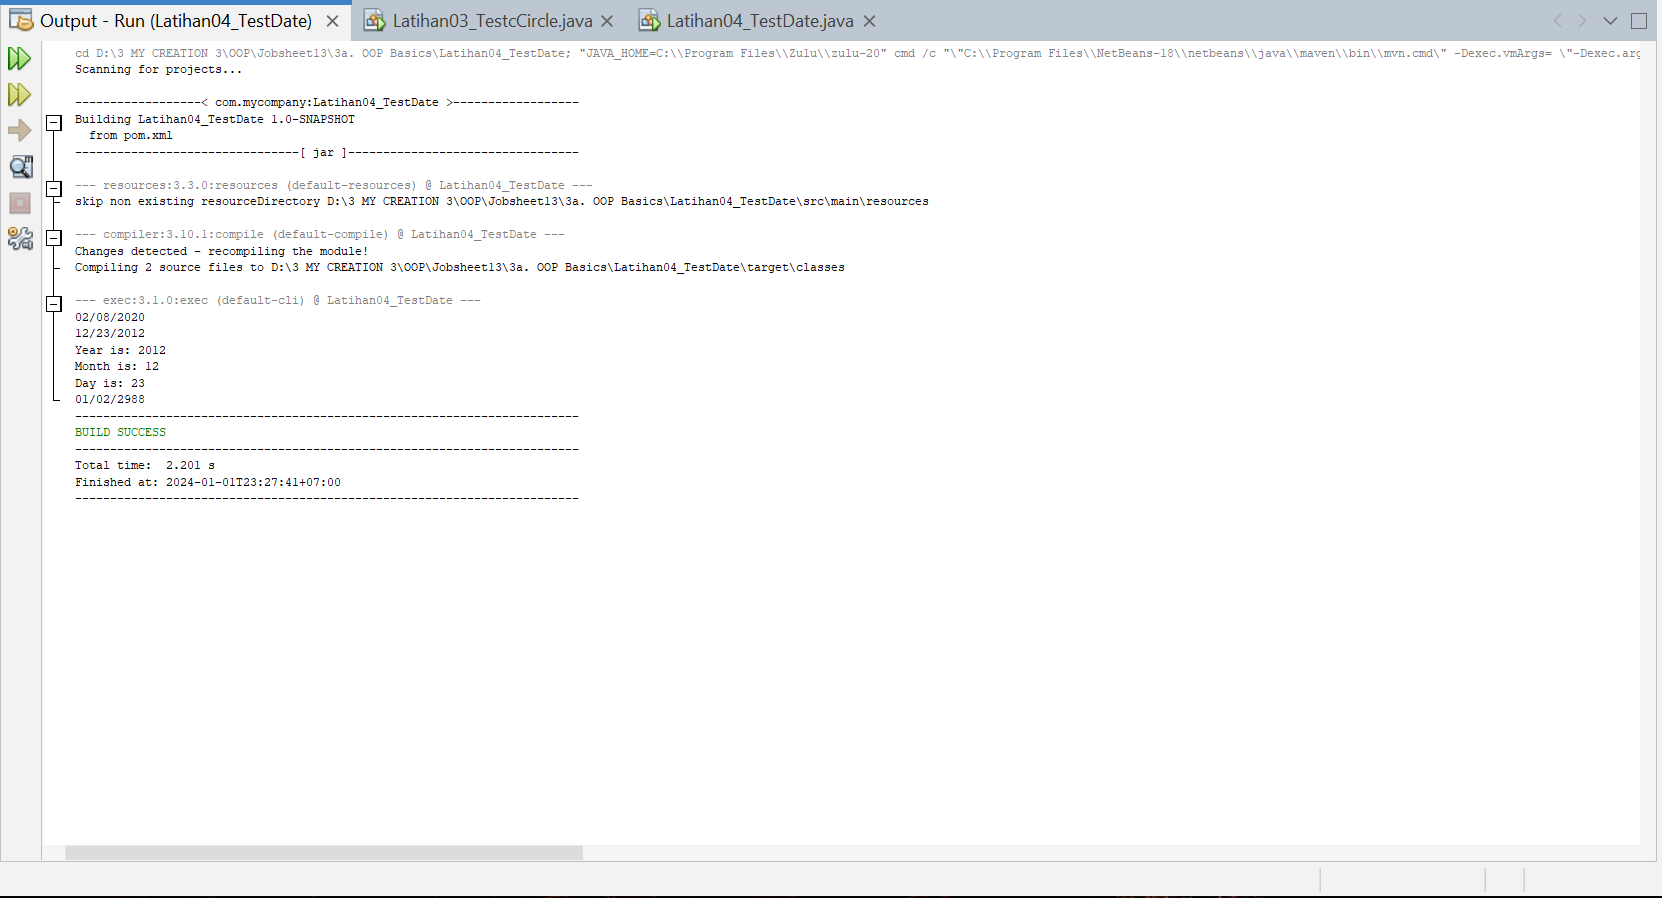 Output - Run (Latihan04_TestDate)
Latihan03_TestcCircle.java
Latihan04_TestDate.java
cd D:\3 MY CREATION 3\OOP\Jobsheet13\3a. OOP Basics\Latihan04_TestDate; "JAVA_HOME=C:\\Program Files\\Zulu\\zulu-20" cmd /c "\"C:\\Program Files\\NetBeans-18\\netbeans\\java\\maven\\bin\\mvn.cmd\" -Dexec.vmArgs= \"-Dexec.arg
Scanning for projects...
------------------< com.mycompany:Latihan04_TestDate >------------------
Building Latihan04_TestDate 1.0-SNAPSHOT
  from pom.xml
--------------------------------[ jar ]---------------------------------
--- resources:3.3.0:resources (default-resources) @ Latihan04_TestDate ---
skip non existing resourceDirectory D:\3 MY CREATION 3\OOP\Jobsheet13\3a. OOP Basics\Latihan04_TestDate\src\main\resources
--- compiler:3.10.1:compile (default-compile) @ Latihan04_TestDate ---
Changes detected - recompiling the module!
Compiling 2 source files to D:\3 MY CREATION 3\OOP\Jobsheet13\3a. OOP Basics\Latihan04_TestDate\target\classes
--- exec:3.1.0:exec (default-cli) @ Latihan04_TestDate ---
02/08/2020
12/23/2012
Year is: 2012
Month is: 12
Day is: 23
01/02/2988
------------------------------------------------------------------------
BUILD SUCCESS
------------------------------------------------------------------------
Total time:  2.201 s
Finished at: 2024-01-01T23:27:41+07:00
------------------------------------------------------------------------